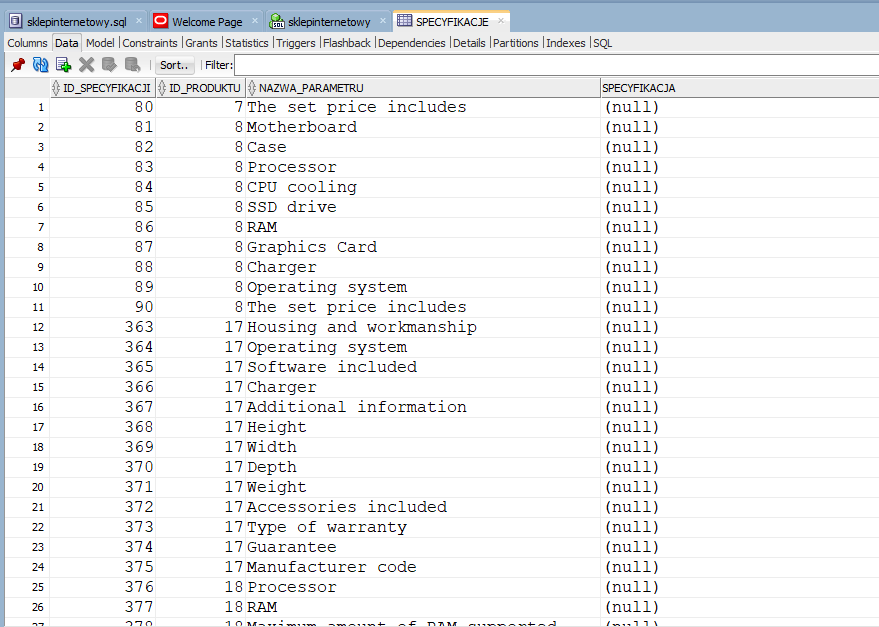 sklepinternetowy.sql Welcome Page sklepinternetowy SPECYFIKACJE
Columns Data Model Constraints Grants Statistics Triggers Flashback Dependencies Details Partitions Indexes SQL
Sort.. Filter:
ID_SPECYFIKACJI ID_PRODUKTU NAZWA_PARAMETRU SPECYFIKACJA
1 80 7 The set price includes (null)
2 81 8 Motherboard (null)
3 82 8 Case (null)
4 83 8 Processor (null)
5 84 8 CPU cooling (null)
6 85 8 SSD drive (null)
7 86 8 RAM (null)
8 87 8 Graphics Card (null)
9 88 8 Charger (null)
10 89 8 Operating system (null)
11 90 8 The set price includes (null)
12 363 17 Housing and workmanship (null)
13 364 17 Operating system (null)
14 365 17 Software included (null)
15 366 17 Charger (null)
16 367 17 Additional information (null)
17 368 17 Height (null)
18 369 17 Width (null)
19 370 17 Depth (null)
20 371 17 Weight (null)
21 372 17 Accessories included (null)
22 373 17 Type of warranty (null)
23 374 17 Guarantee (null)
24 375 17 Manufacturer code (null)
25 376 18 Processor (null)
26 377 18 RAM (null)
27 378 18 Maximum amount of RAM supported (null)